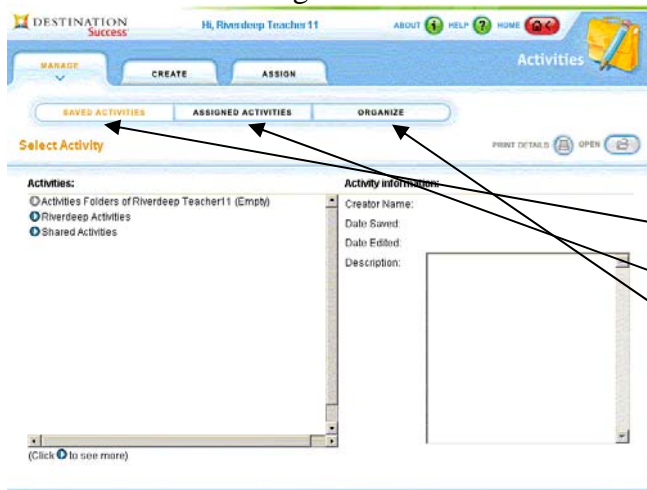 DESTINATION
Success
Hi, Riverdeep Teacher11
ABOUT HELP ? HOME
MANAGE
CREATE
ASSIGN
Activities
SAVED ACTIVITIES
ASSIGNED ACTIVITIES
ORGANIZE
Select Activity
PRINT DETAILS
OPEN
Activities:
Activities Folders of Riverdeep Teacher11 (Empty)
Riverdeep Activities
Shared Activities
(Click to see more)
Activity information:
Creator Name:
Date Saved:
Date Edited:
Description: